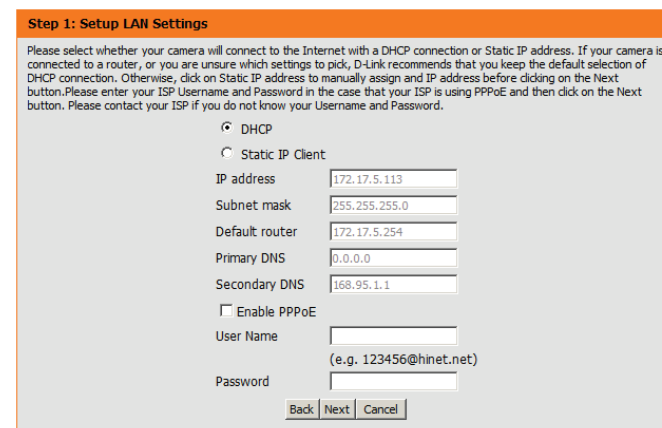 Step 1: Setup LAN Settings
Please select whether your camera will connect to the Internet with a DHCP connection or Static IP address. If your camera is
connected to a router, or you are unsure which settings to pick, D-Link recommends that you keep the default selection of
DHCP connection. Otherwise, click on Static IP address to manually assign and IP address before clicking on the Next
button.Please enter your ISP Username and Password in the case that your ISP is using PPPoE and then click on the Next
button. Please contact your ISP if you do not know your Username and Password.
DHCP
Static IP Client
IP address 172.17.5.113
Subnet mask 255.255.255.0
Default router 172.17.5.254
Primary DNS 0.0.0.0
Secondary DNS 168.95.1.1
Enable PPPoE
User Name
(e.g. 123456@hinet.net)
Password
Back Next Cancel